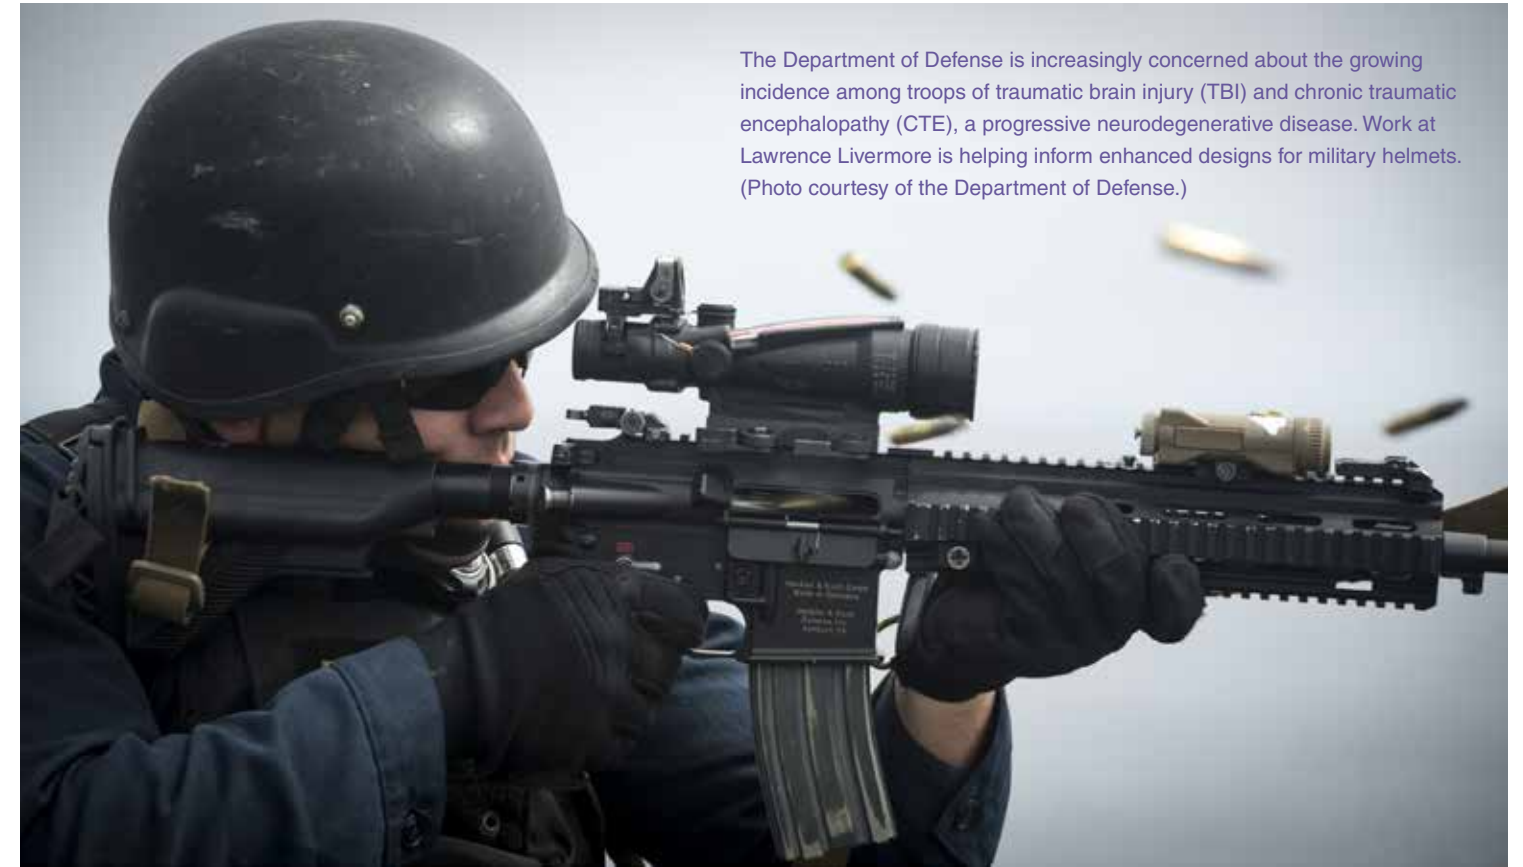 The Department of Defense is increasingly concerned about the growing
incidence among troops of traumatic brain injury (TBI) and chronic traumatic
encephalopathy (CTE), a progressive neurodegenerative disease. Work at
Lawrence Livermore is helping inform enhanced designs for military helmets.
(Photo courtesy of the Department of Defense.)